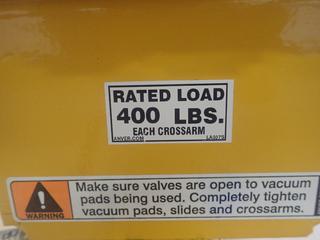 RATED LOAD
400 LBS.
EACH CROSSARM
ANVER.COM LA507S
Make sure valves are open to vacuum
pads being used. Completely tighten
WARNING vacuum pads, slides and crossarms.